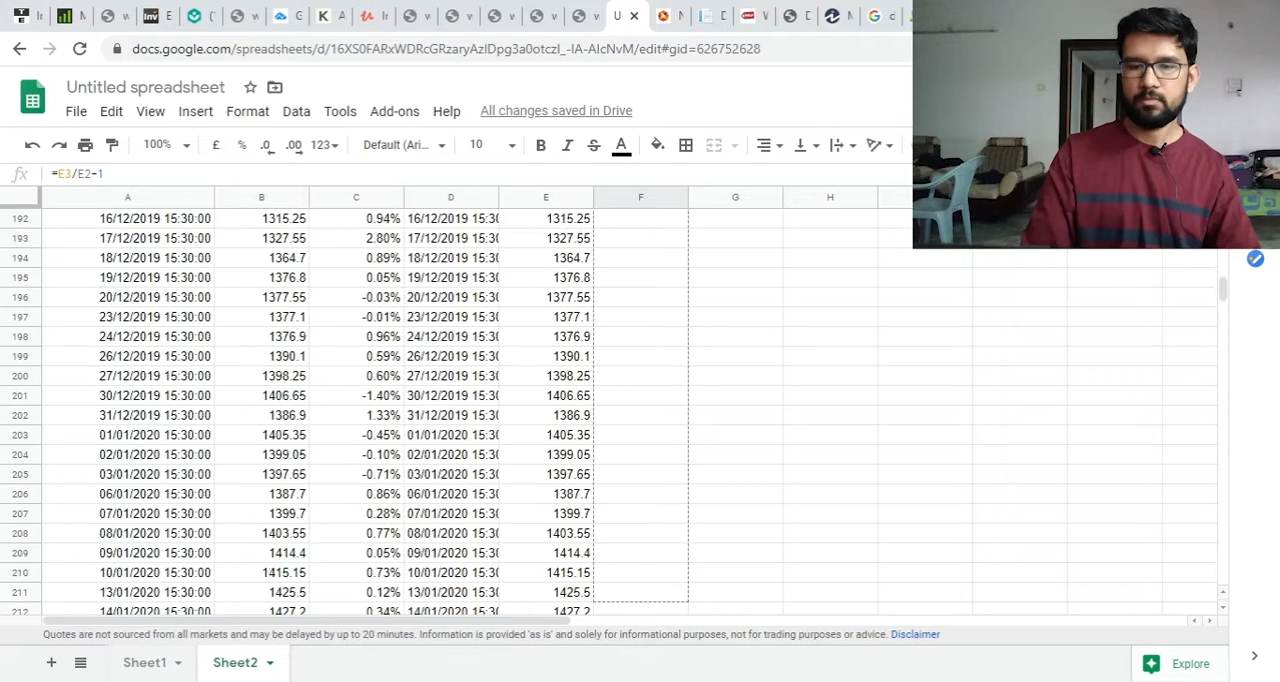 docs.google.com/spreadsheets/d/16XS0FARxWDRcGRzaryAzlDpg3a0otczl_-lA-AlcNvM/edit#gid=626752628
Untitled spreadsheet
File Edit View Insert Format Data Tools Add-ons Help All changes saved in Drive
100% £ % .0 .00 123 Default (Ari... 10 B I S A
fx =E3/E2-1
A B C D E F G H
192 16/12/2019 15:30:00 1315.25 0.94% 16/12/2019 15:30 1315.25
193 17/12/2019 15:30:00 1327.55 2.80% 17/12/2019 15:30 1327.55
194 18/12/2019 15:30:00 1364.7 0.89% 18/12/2019 15:30 1364.7
195 19/12/2019 15:30:00 1376.8 0.05% 19/12/2019 15:30 1376.8
196 20/12/2019 15:30:00 1377.55 -0.03% 20/12/2019 15:30 1377.55
197 23/12/2019 15:30:00 1377.1 -0.01% 23/12/2019 15:30 1377.1
198 24/12/2019 15:30:00 1376.9 0.96% 24/12/2019 15:30 1376.9
199 26/12/2019 15:30:00 1390.1 0.59% 26/12/2019 15:30 1390.1
200 27/12/2019 15:30:00 1398.25 0.60% 27/12/2019 15:30 1398.25
201 30/12/2019 15:30:00 1406.65 -1.40% 30/12/2019 15:30 1406.65
202 31/12/2019 15:30:00 1386.9 1.33% 31/12/2019 15:30 1386.9
203 01/01/2020 15:30:00 1405.35 -0.45% 01/01/2020 15:30 1405.35
204 02/01/2020 15:30:00 1399.05 -0.10% 02/01/2020 15:30 1399.05
205 03/01/2020 15:30:00 1397.65 -0.71% 03/01/2020 15:30 1397.65
206 06/01/2020 15:30:00 1387.7 0.86% 06/01/2020 15:30 1387.7
207 07/01/2020 15:30:00 1399.7 0.28% 07/01/2020 15:30 1399.7
208 08/01/2020 15:30:00 1403.55 0.77% 08/01/2020 15:30 1403.55
209 09/01/2020 15:30:00 1414.4 0.05% 09/01/2020 15:30 1414.4
210 10/01/2020 15:30:00 1415.15 0.73% 10/01/2020 15:30 1415.15
211 13/01/2020 15:30:00 1425.5 0.12% 13/01/2020 15:30 1425.5
212 14/01/2020 15:30:00 1427.2 0.34% 14/01/2020 15:30 1427.2
Quotes are not sourced from all markets and may be delayed by up to 20 minutes. Information is provided 'as is' and solely for informational purposes, not for trading purposes or advice. Disclaimer
Sheet1 Sheet2 Explore